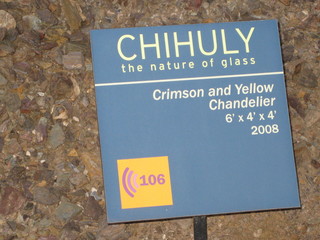 CHIHULY
the nature of glass
Crimson and Yellow
Chandelier
6' x 4' x 4'
2008
106